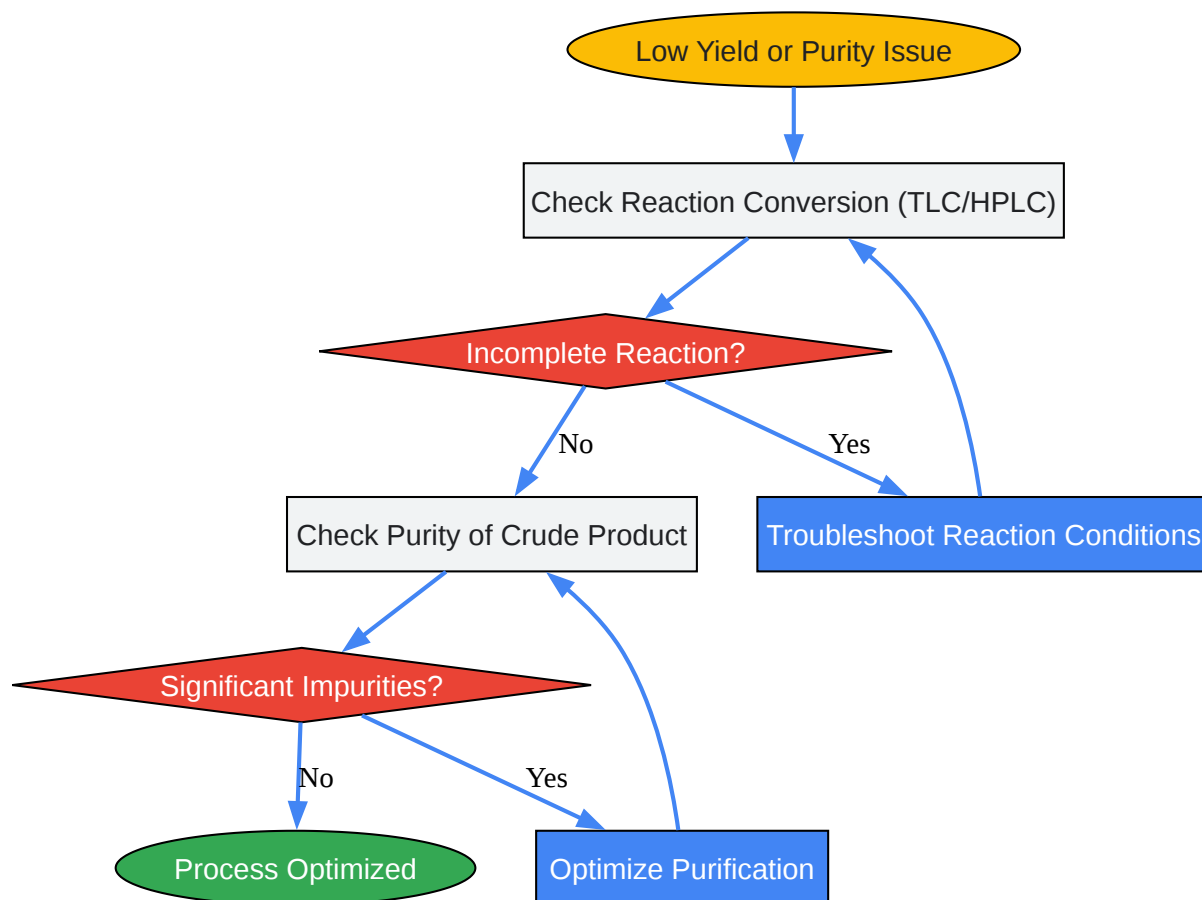 Low Yield or Purity Issue
Check Reaction Conversion (TLC/HPLC)
Incomplete Reaction?
No
Yes
Check Purity of Crude Product
Troubleshoot Reaction Conditions
Significant Impurities?
No
Yes
Process Optimized
Optimize Purification